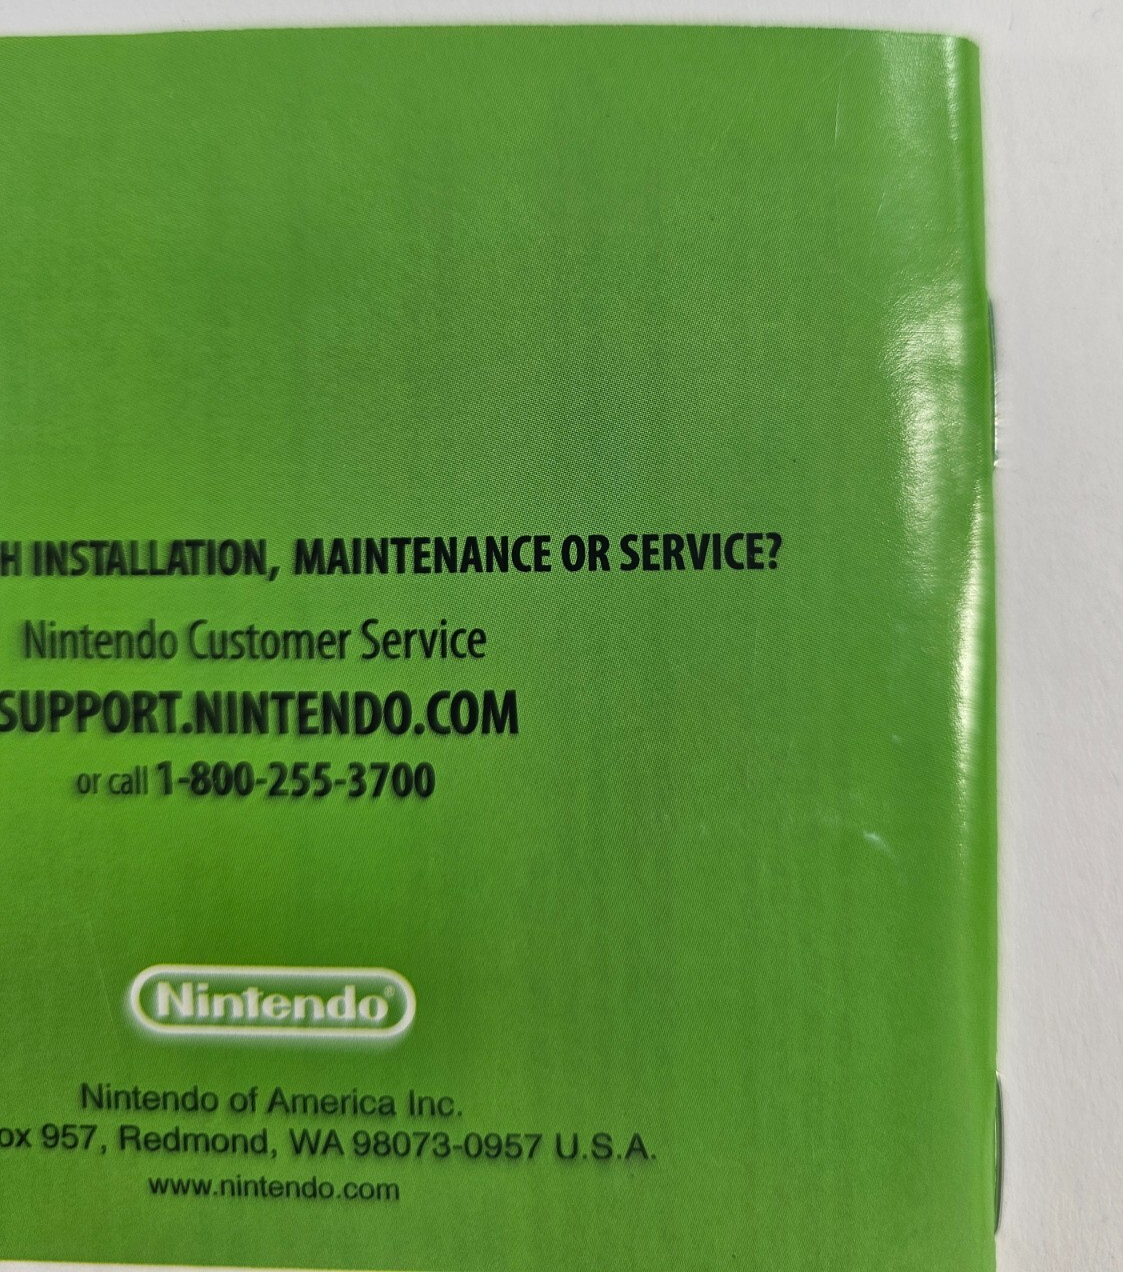 H INSTALLATION, MAINTENANCE OR SERVICE?
Nintendo Customer Service
SUPPORT.NINTENDO.COM
or call 1-800-255-3700
Nintendo®
Nintendo of America Inc.
ox 957, Redmond, WA 98073-0957 U.S.A.
www.nintendo.com